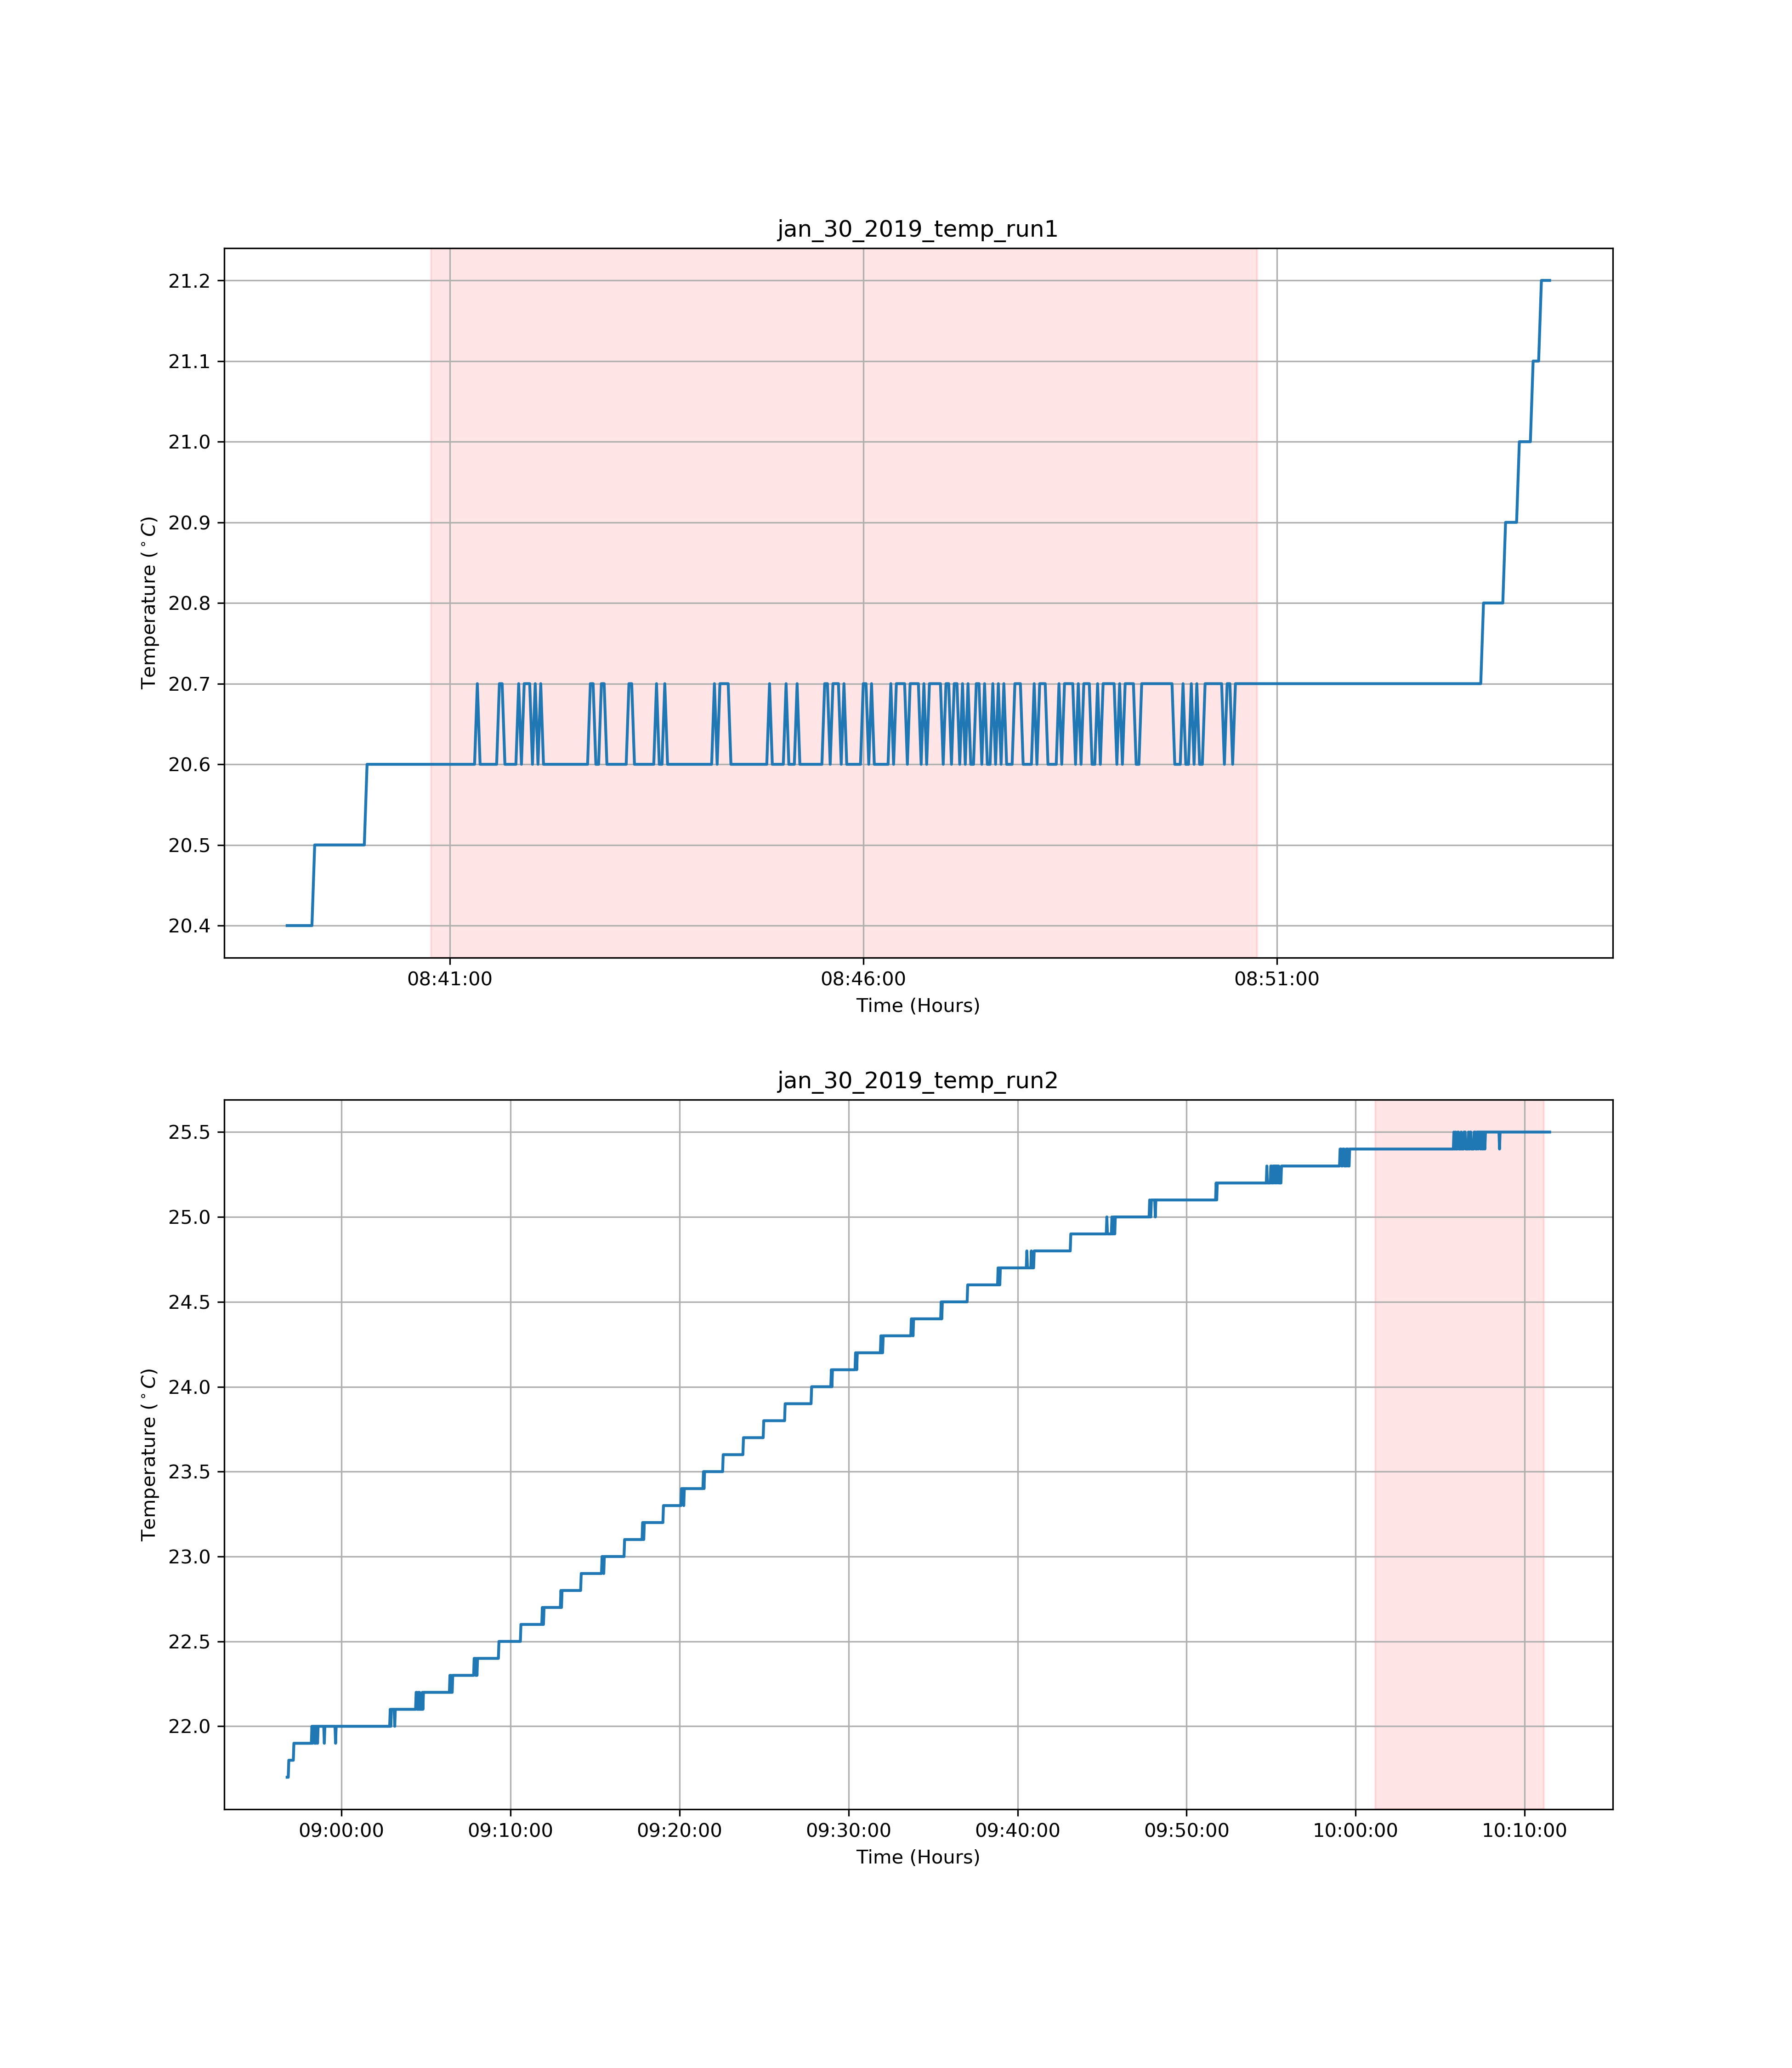 jan_30_2019_temp_run1
21.2
21.1
21.0
20.9
20.8
20.7
20.6
20.5
20.4
Temperature (°C)
08:41:00 08:46:00 08:51:00
Time (Hours)
jan_30_2019_temp_run2
25.5
25.0
24.5
24.0
23.5
23.0
22.5
22.0
Temperature (°C)
09:00:00 09:10:00 09:20:00 09:30:00 09:40:00 09:50:00 10:00:00 10:10:00
Time (Hours)